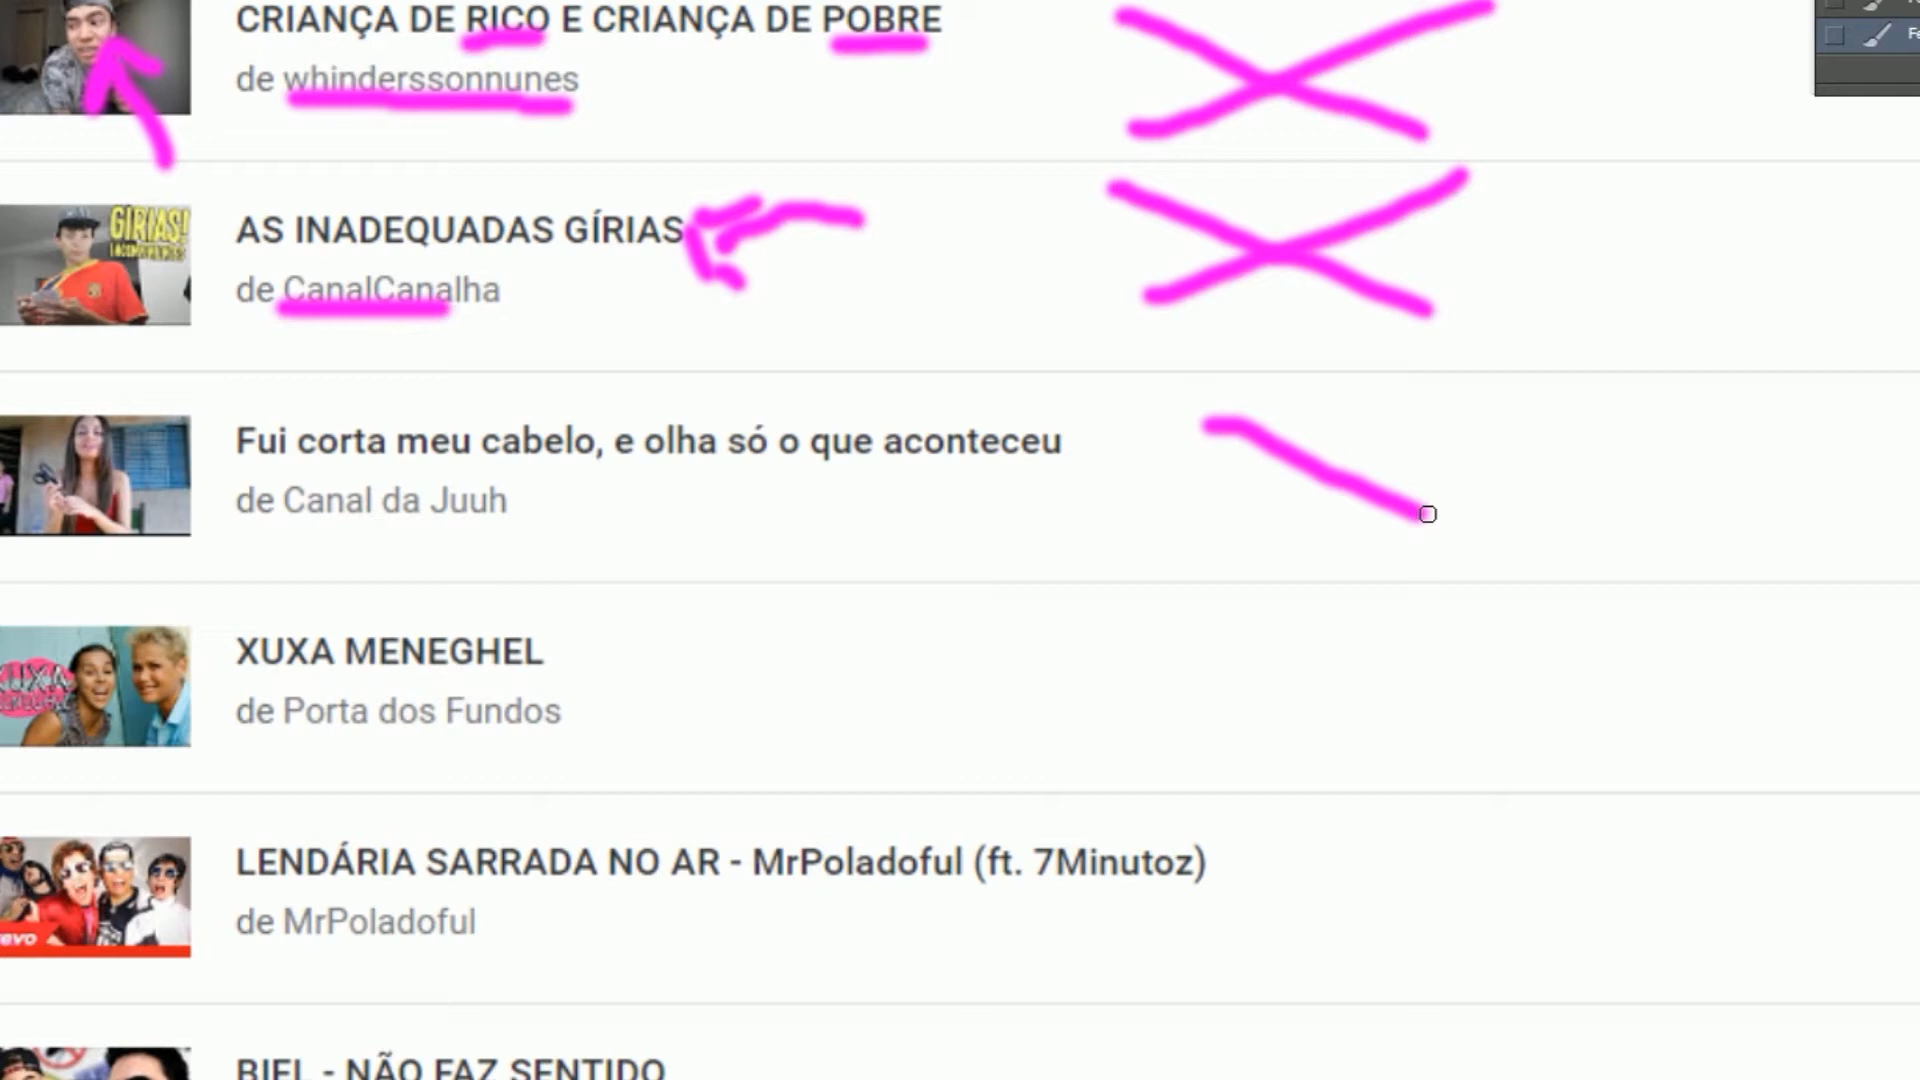 CRIANÇA DE RICO E CRIANÇA DE POBRE
de whinderssonnunes
GÍRIAS!
AS INADEQUADAS GÍRIAS
de CanalCanalha
Fui corta meu cabelo, e olha só o que aconteceu
de Canal da Juuh
XUXA MENEGHEL
de Porta dos Fundos
LENDÁRIA SARRADA NO AR - MrPoladoful (ft. 7Minutoz)
de MrPoladoful
vevo
BIEL - NÃO FAZ SENTIDO